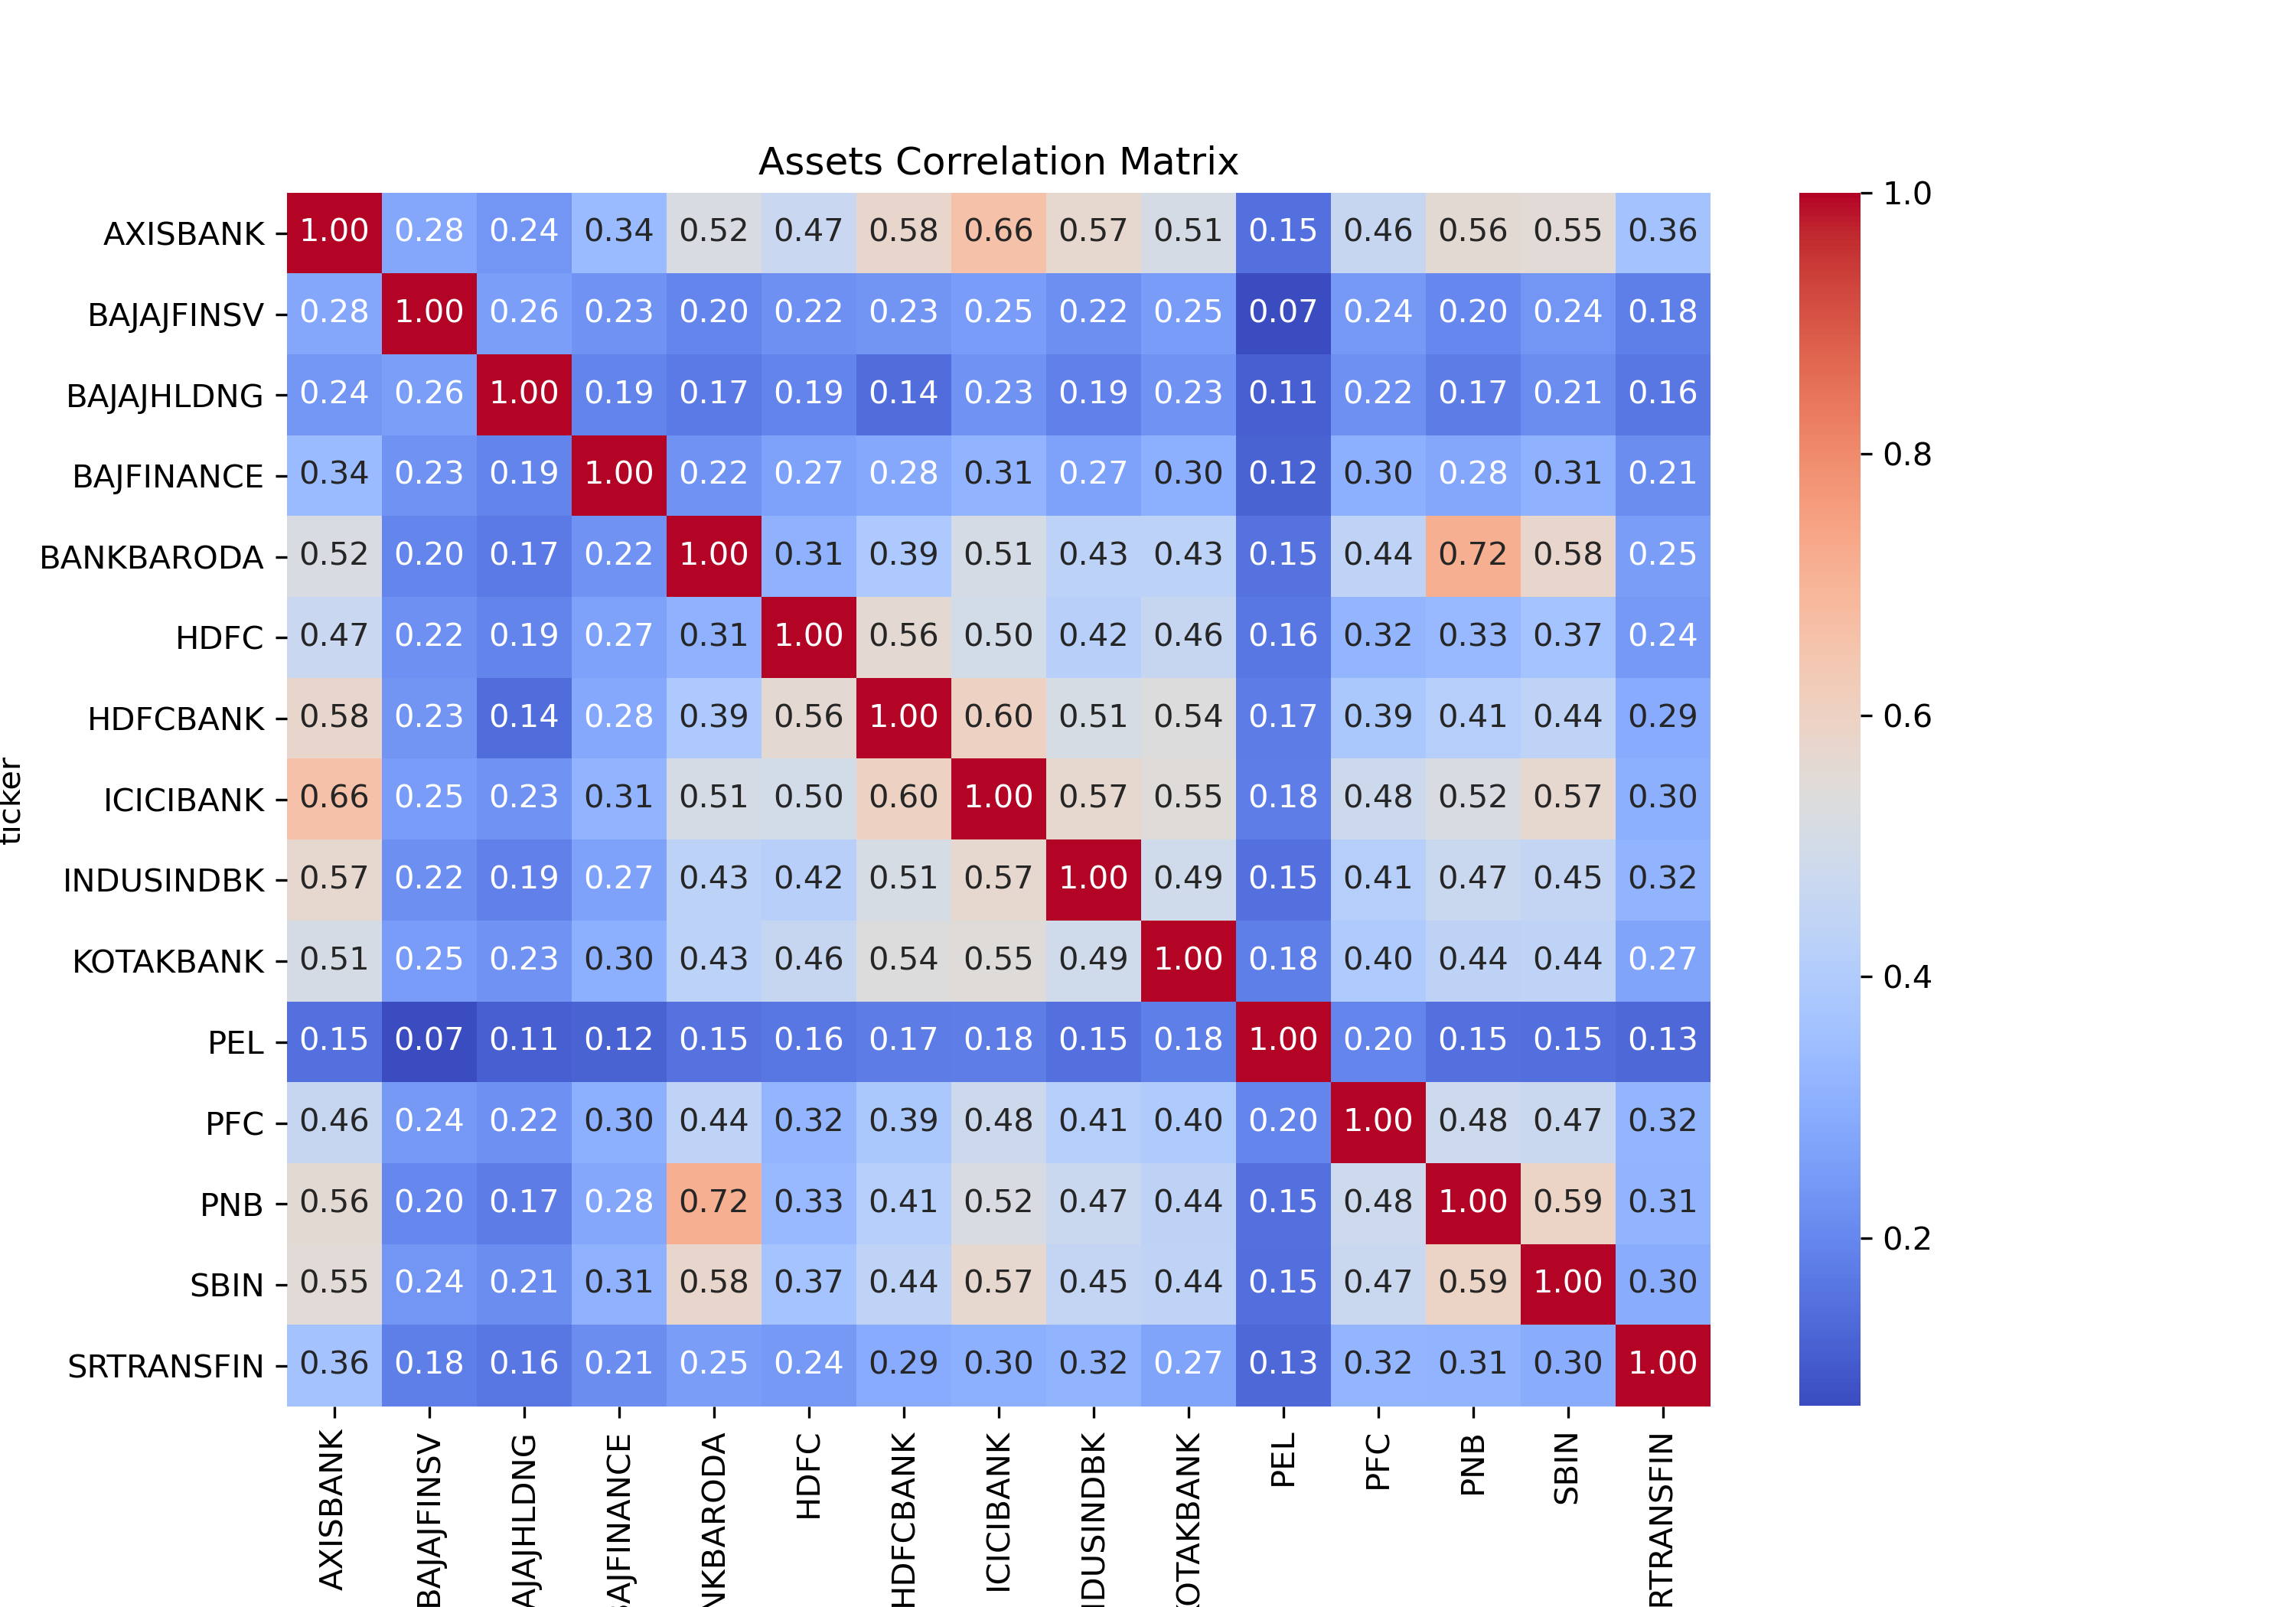 Assets Correlation Matrix
AXISBANK 1.00 0.28 0.24 0.34 0.52 0.47 0.58 0.66 0.57 0.51 0.15 0.46 0.56 0.55 0.36
BAJAJFINSV 0.28 1.00 0.26 0.23 0.20 0.22 0.23 0.25 0.22 0.25 0.07 0.24 0.20 0.24 0.18
BAJAJHLDNG 0.24 0.26 1.00 0.19 0.17 0.19 0.14 0.23 0.19 0.23 0.11 0.22 0.17 0.21 0.16
BAJFINANCE 0.34 0.23 0.19 1.00 0.22 0.27 0.28 0.31 0.27 0.30 0.12 0.30 0.28 0.31 0.21
BANKBARODA 0.52 0.20 0.17 0.22 1.00 0.31 0.39 0.51 0.43 0.43 0.15 0.44 0.72 0.58 0.25
HDFC 0.47 0.22 0.19 0.27 0.31 1.00 0.56 0.50 0.42 0.46 0.16 0.32 0.33 0.37 0.24
HDFCBANK 0.58 0.23 0.14 0.28 0.39 0.56 1.00 0.60 0.51 0.54 0.17 0.39 0.41 0.44 0.29
ICICIBANK 0.66 0.25 0.23 0.31 0.51 0.50 0.60 1.00 0.57 0.55 0.18 0.48 0.52 0.57 0.30
INDUSINDBK 0.57 0.22 0.19 0.27 0.43 0.42 0.51 0.57 1.00 0.49 0.15 0.41 0.47 0.45 0.32
KOTAKBANK 0.51 0.25 0.23 0.30 0.43 0.46 0.54 0.55 0.49 1.00 0.18 0.40 0.44 0.44 0.27
PEL 0.15 0.07 0.11 0.12 0.15 0.16 0.17 0.18 0.15 0.18 1.00 0.20 0.15 0.15 0.13
PFC 0.46 0.24 0.22 0.30 0.44 0.32 0.39 0.48 0.41 0.40 0.20 1.00 0.48 0.47 0.32
PNB 0.56 0.20 0.17 0.28 0.72 0.33 0.41 0.52 0.47 0.44 0.15 0.48 1.00 0.59 0.31
SBIN 0.55 0.24 0.21 0.31 0.58 0.37 0.44 0.57 0.45 0.44 0.15 0.47 0.59 1.00 0.30
SRTRANSFIN 0.36 0.18 0.16 0.21 0.25 0.24 0.29 0.30 0.32 0.27 0.13 0.32 0.31 0.30 1.00
ticker
AXISBANK
BAJAJFINSV
AJAJHLDNG
AJFINANCE
NKBARODA
HDFC
HDFCBANK
ICICIBANK
NDUSINDBK
OTAKBANK
PEL
PFC
PNB
SBIN
RTRANSFIN
1.0
0.8
0.6
0.4
0.2